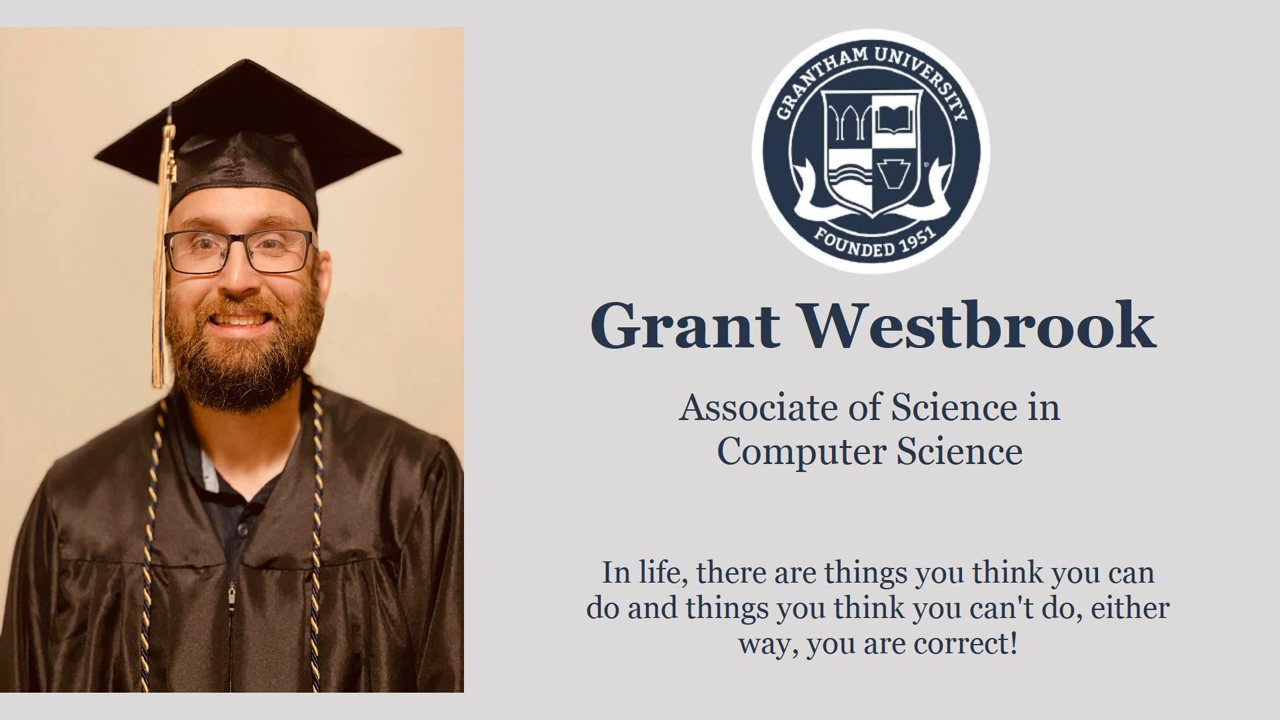 GRANTHAM UNIVERSITY
FOUNDED 1951
Grant Westbrook
Associate of Science in
Computer Science
In life, there are things you think you can
do and things you think you can't do, either
way, you are correct!